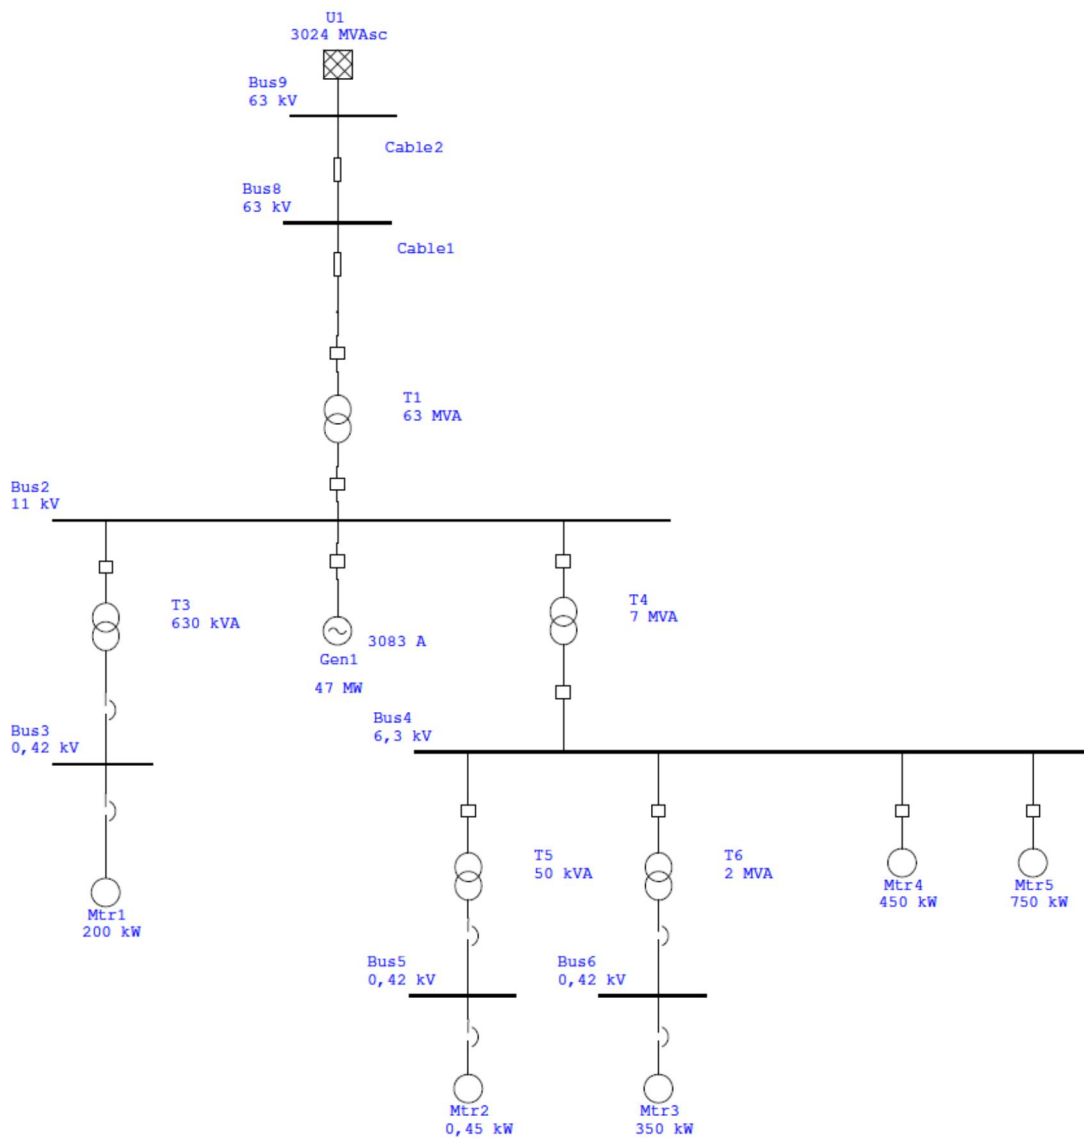 U1
3024 MVAsc
Bus9
63 kV
Cable2
Bus8
63 kV
Cable1
T1
63 MVA
Bus2
11 kV
T3
630 kVA
3083 A
Gen1
47 MW
T4
7 MVA
Bus3
0,42 kV
Bus4
6,3 kV
Mtr1
200 kW
T5
50 kVA
T6
2 MVA
Mtr4
450 kW
Mtr5
750 kW
Bus5
0,42 kV
Bus6
0,42 kV
Mtr2
0,45 kW
Mtr3
350 kW